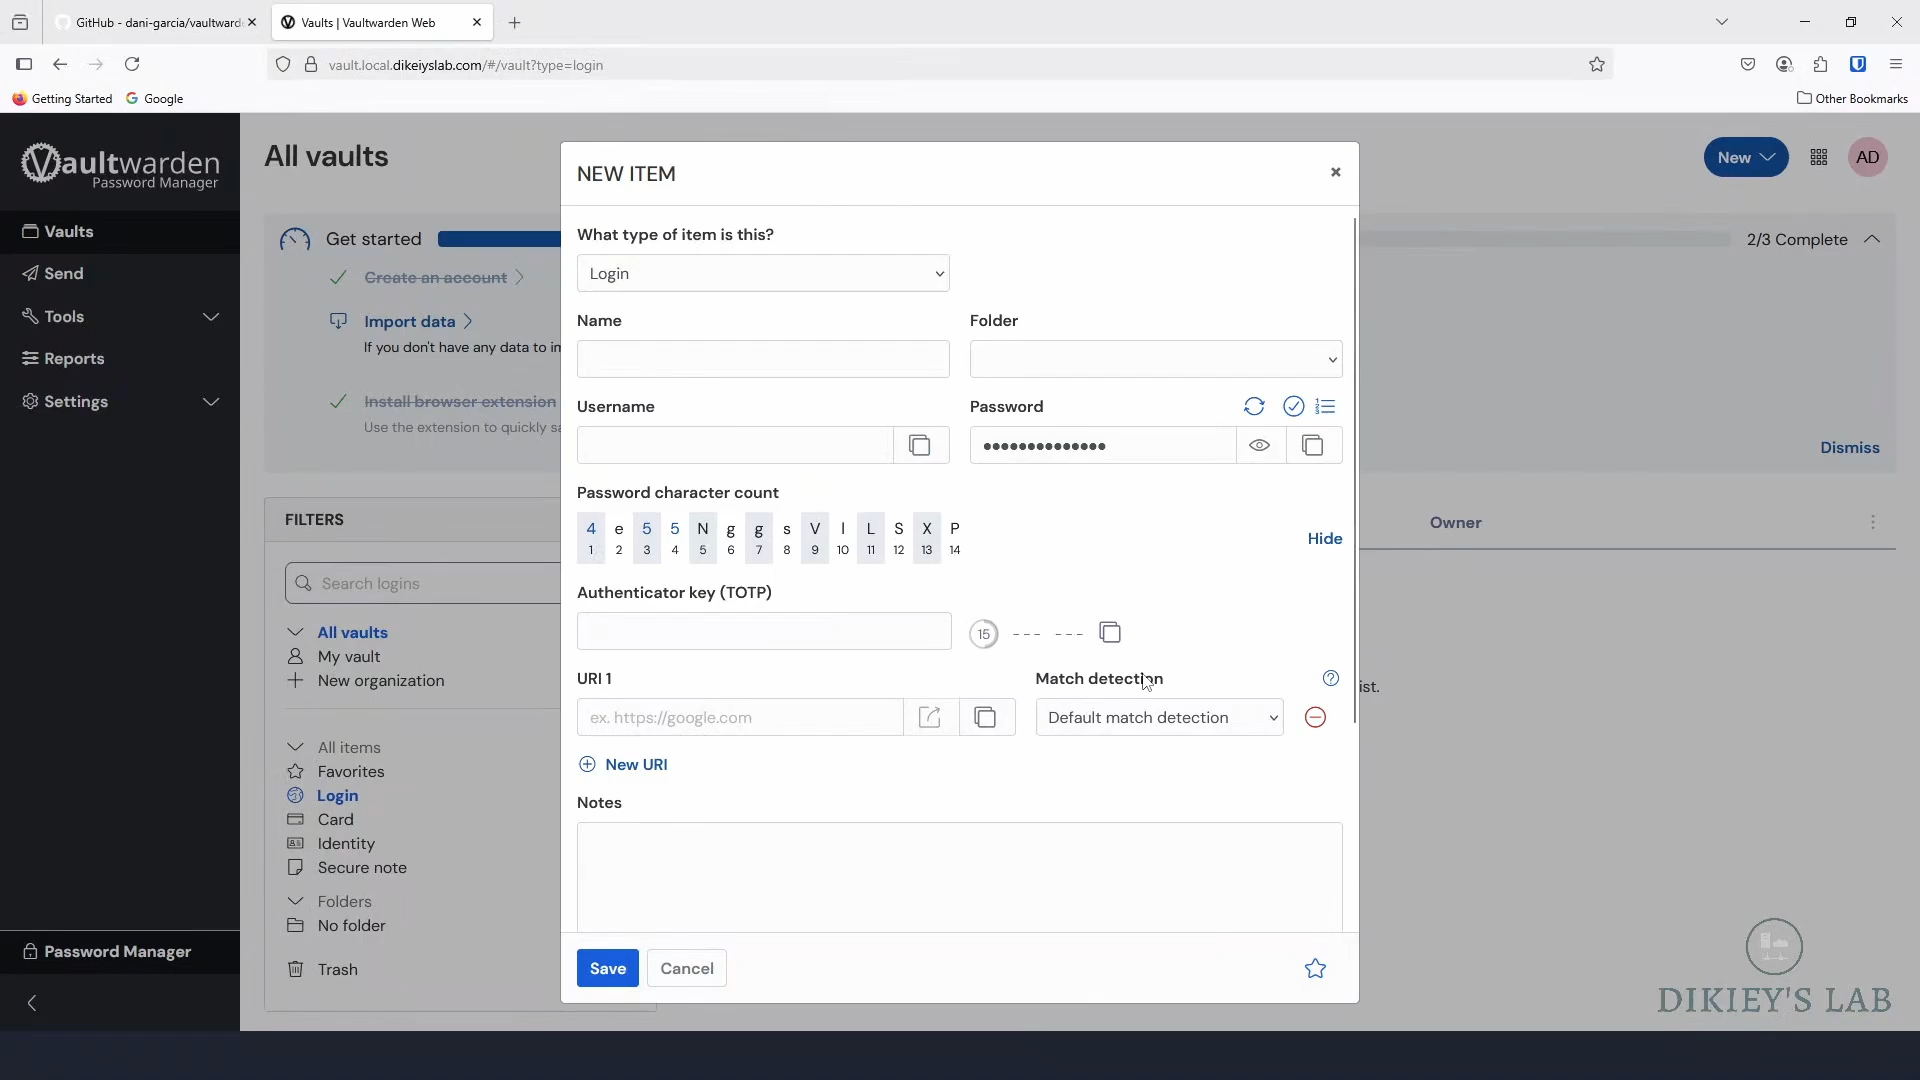 GitHub - dani-garcia/vaultward
Vaults | Vaultwarden Web
vault.local.dikeiyslab.com/#/vault?type=login
Getting Started
Google
Other Bookmarks
Vaultwarden
Password Manager
Vaults
Send
Tools
Reports
Settings
Password Manager
All vaults
New
AD
Get started
2/3 Complete
Create an account
Import data
If you don't have any data to im
Install browser extension
Use the extension to quickly sa
Dismiss
FILTERS
Search logins
All vaults
My vault
New organization
All items
Favorites
Login
Card
Identity
Secure note
Folders
No folder
Trash
Owner
ist.
NEW ITEM
What type of item is this?
Login
Name
Folder
Username
Password
••••••••••••••
Password character count
4 e 5 5 N g g s V l L S X P
1 2 3 4 5 6 7 8 9 10 11 12 13 14
Hide
Authenticator key (TOTP)
15 --- ---
URI 1
Match detection
ex. https://google.com
Default match detection
New URI
Notes
Save
Cancel
DIKIEY'S LAB